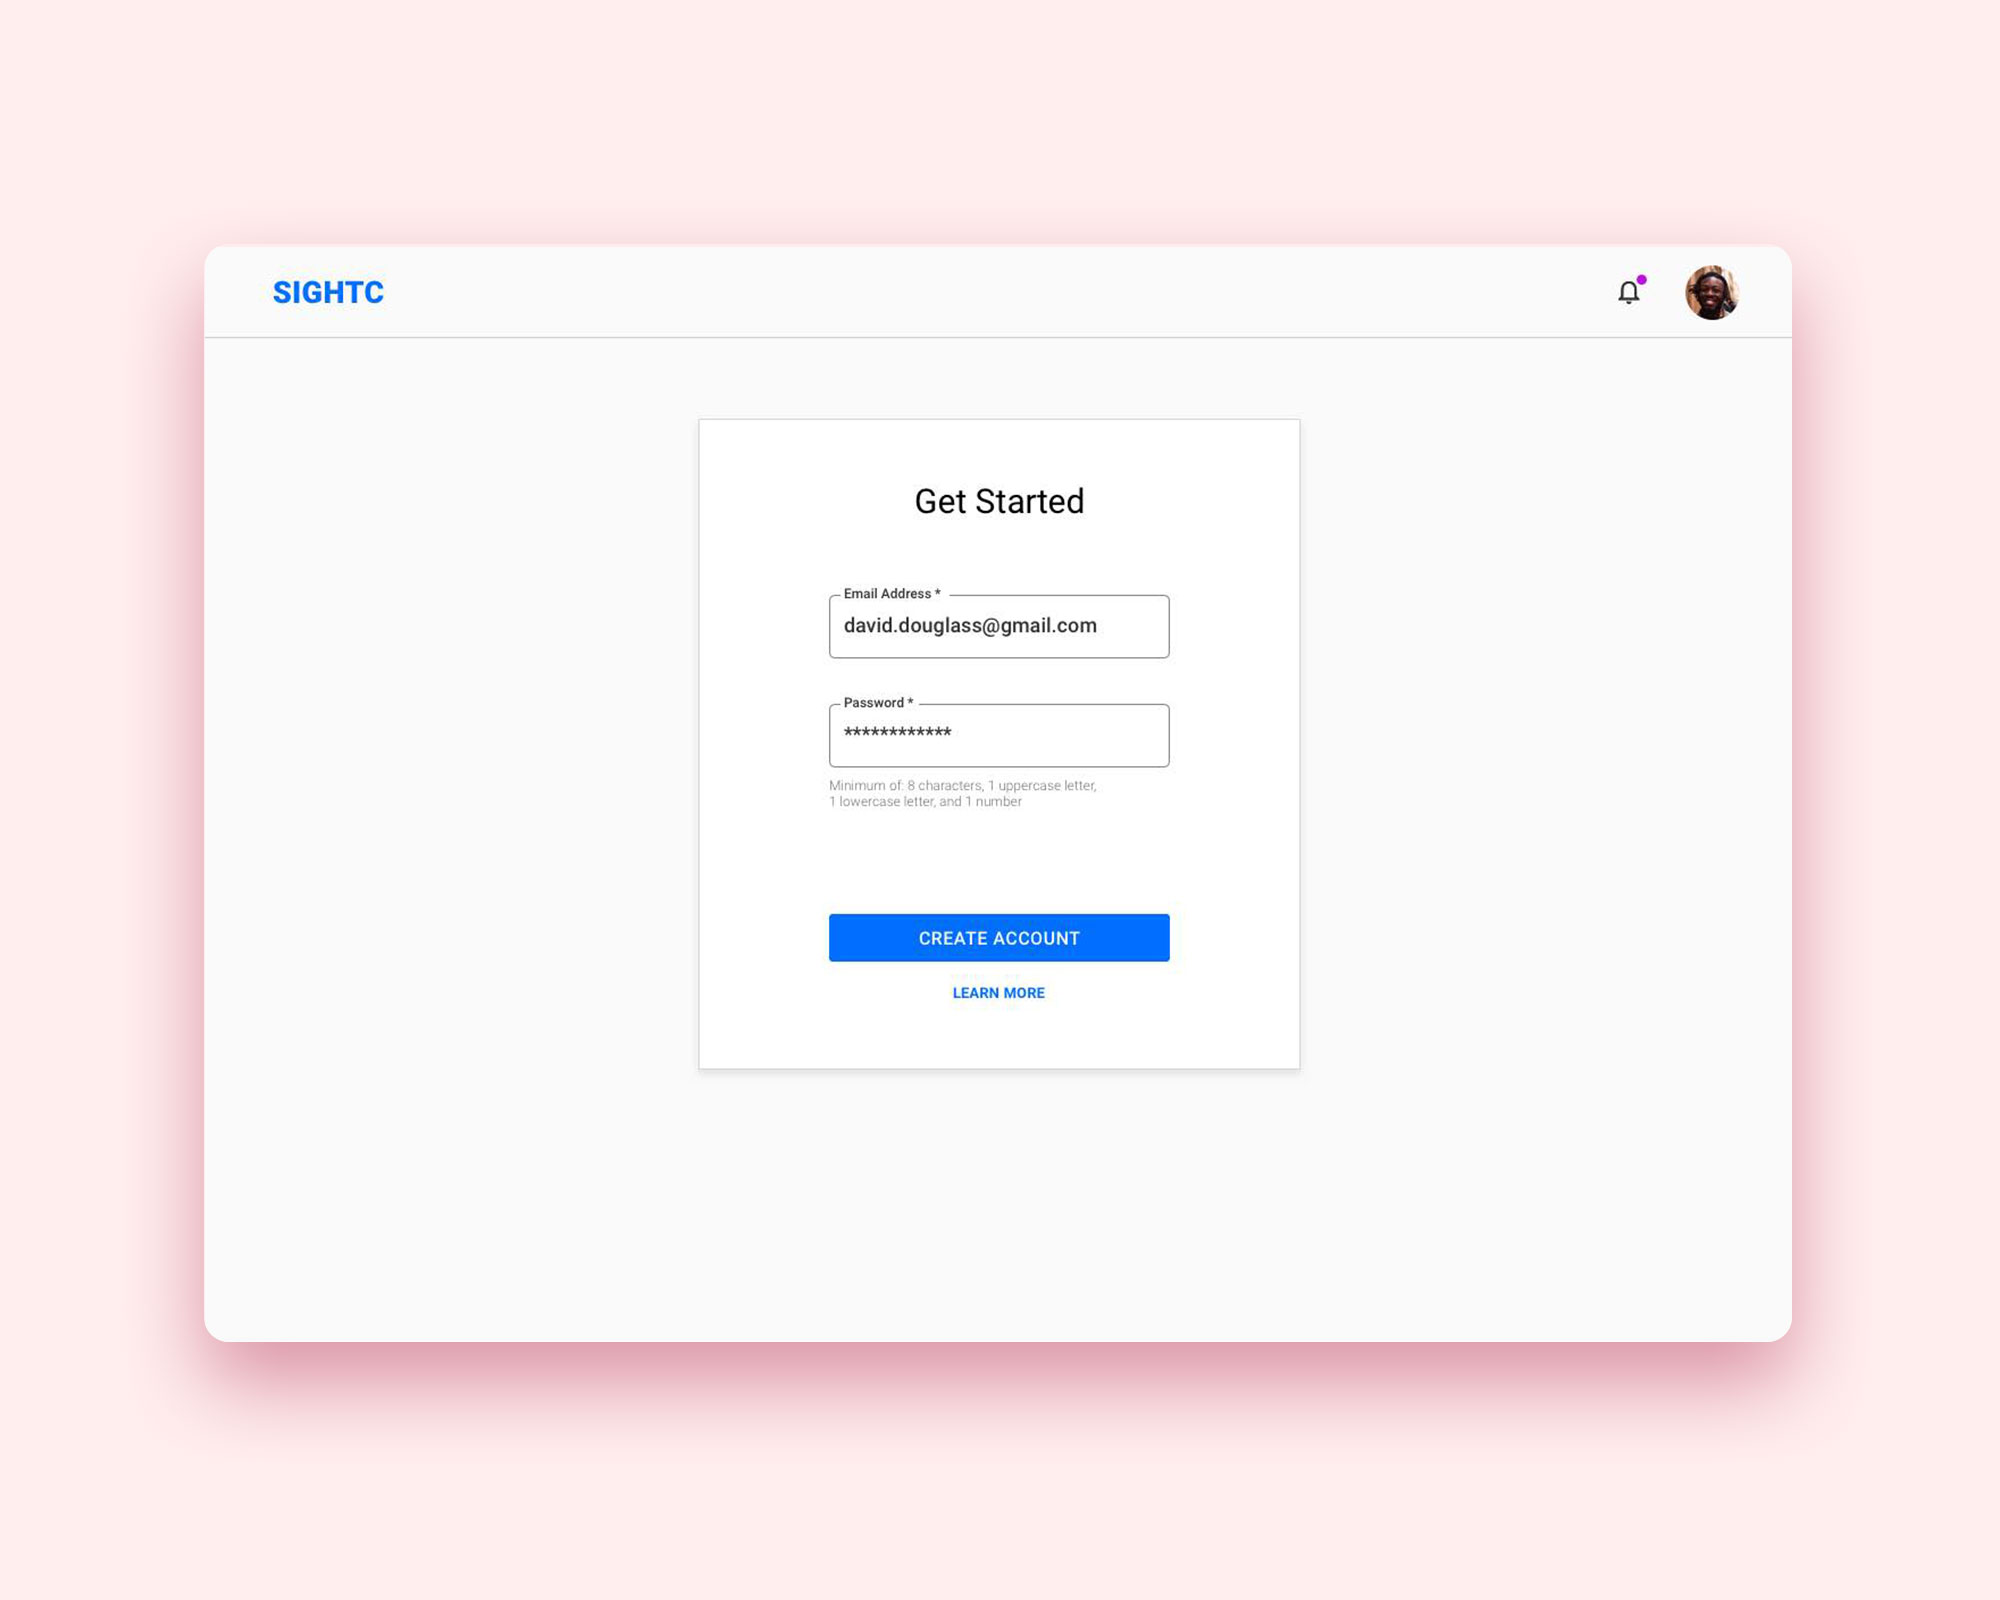 SIGHTC
Get Started
Email Address *
david.douglass@gmail.com
Password *
************
Minimum of: 8 characters, 1 uppercase letter,
1 lowercase letter, and 1 number
CREATE ACCOUNT
LEARN MORE